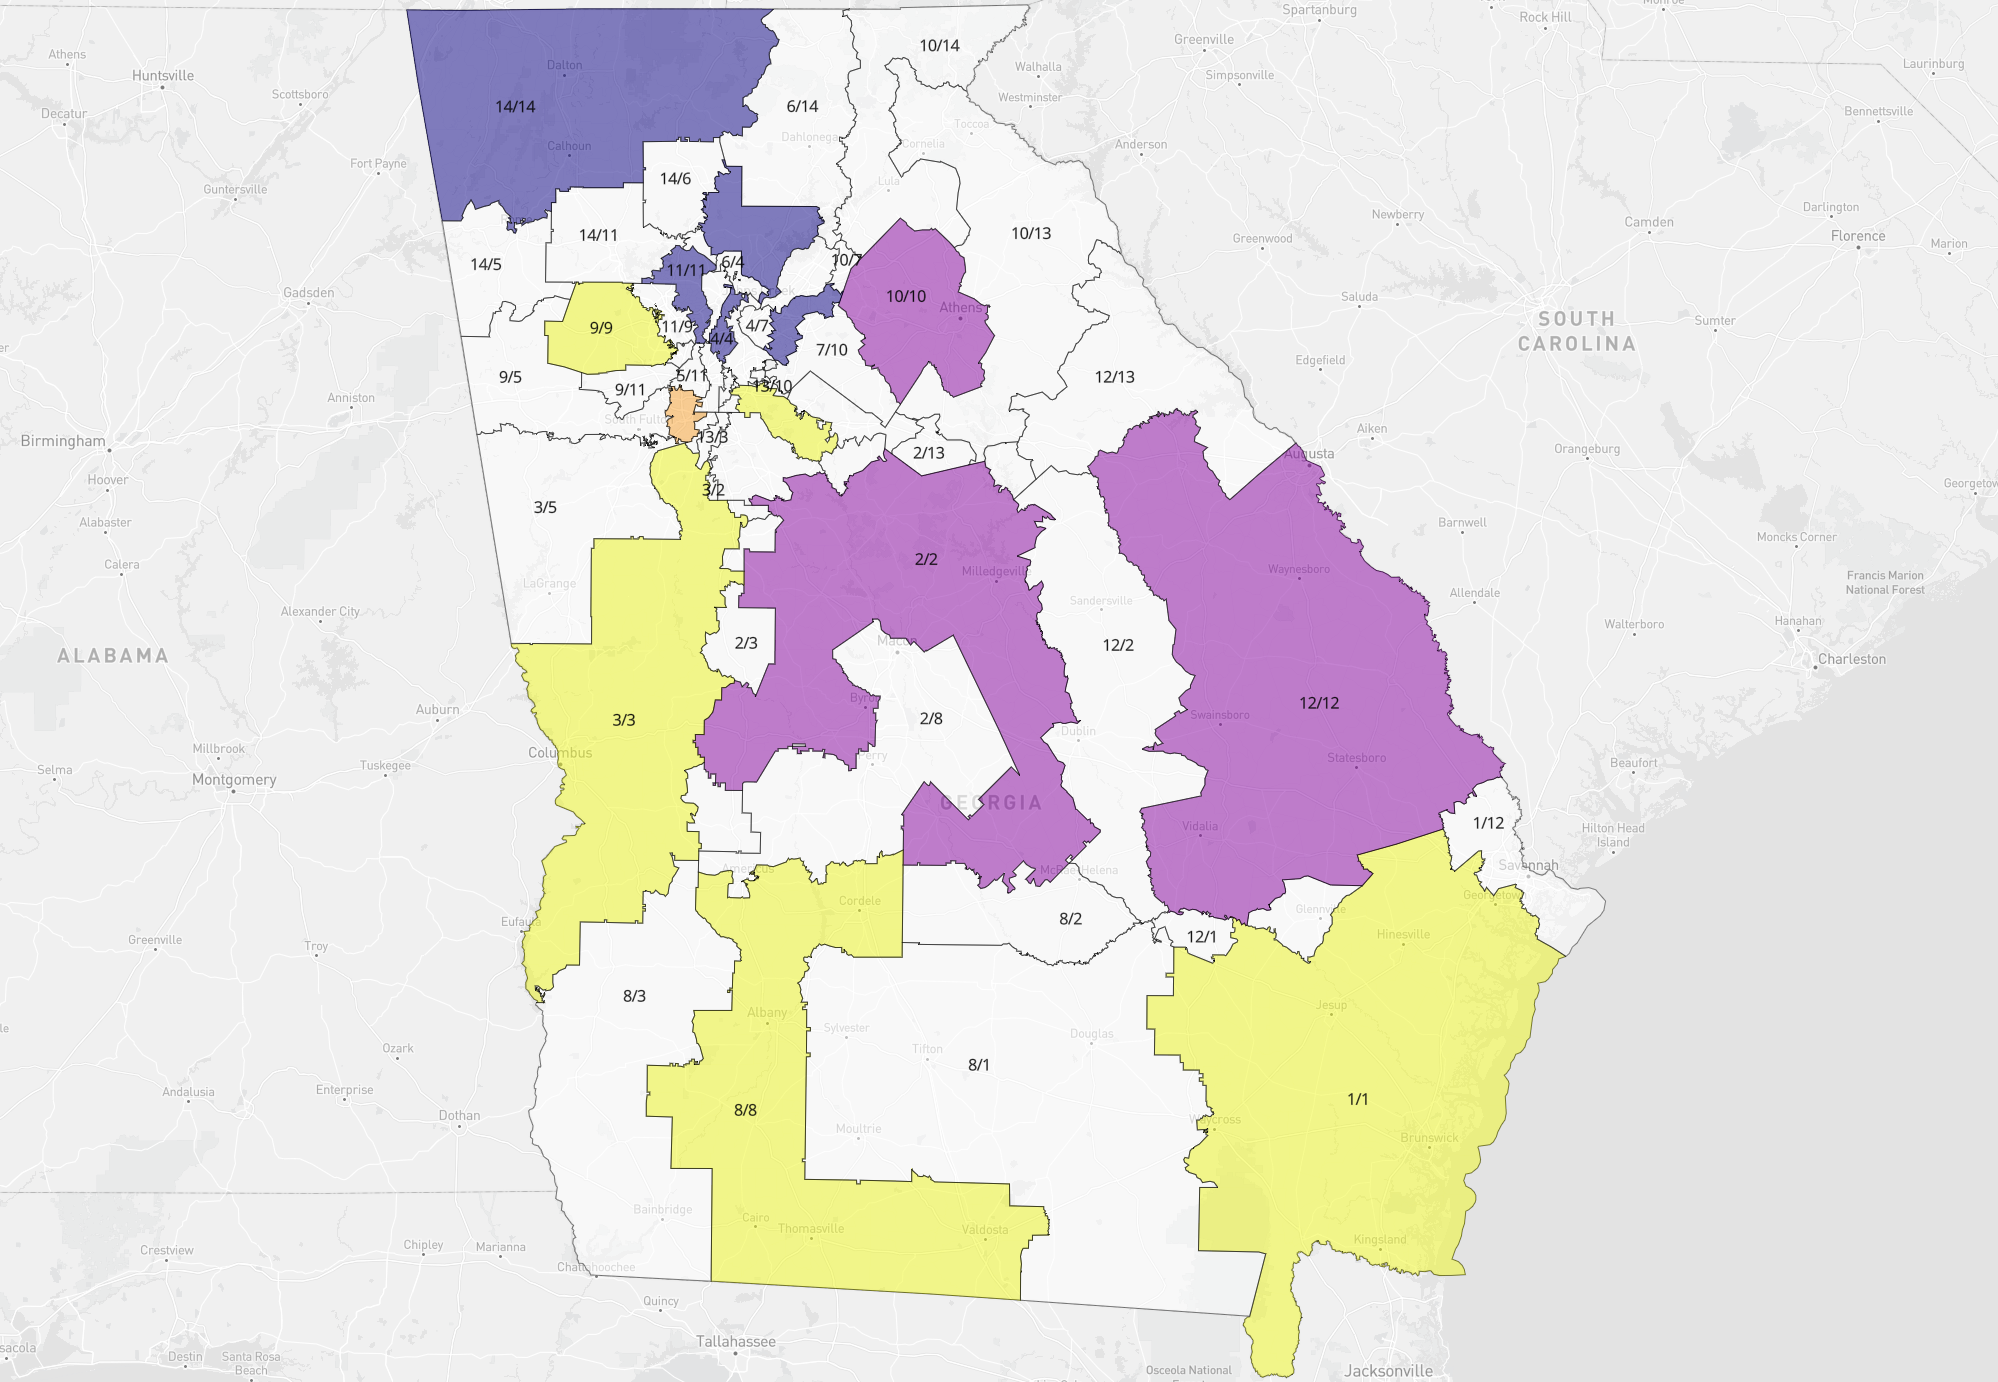 Spartanburg
Monroe
Rock Hill
Athens
Huntsville
Dalton
10/14
Greenville
Walhalla
Simpsonville
Laurinburg
Scottsboro
14/14
6/14
Westminster
Bennettsville
Decatur
Dahlonega
Toccoa
Cornelia
Anderson
Calhoun
Fort Payne
Guntersville
14/6
Lula
Newberry
Camden
Darlington
Florence
14/11
10/13
Greenwood
Marion
14/5
11/11
6/4
10/7
Gadsden
10/10
Athens
Saluda
SOUTH
CAROLINA
Sumter
9/9
11/9
4/7
4/4
7/10
Edgefield
9/5
5/11
13/10
12/13
9/11
Anniston
South Fulton
Aiken
Birmingham
13/3
2/13
Augusta
Orangeburg
Hoover
3/2
Georgetow
3/5
Alabaster
Barnwell
Moncks Corner
Calera
2/2
Milledgeville
Waynesboro
LaGrange
Francis Marion
National Forest
Alexander City
Sandersville
Allendale
Hanahan
Walterboro
ALABAMA
2/3
Macon
12/2
Charleston
Auburn
Byron
12/12
3/3
2/8
Swainsboro
Dublin
Millbrook
Columbus
Perry
Statesboro
Selma
Tuskegee
Beaufort
Montgomery
GEORGIA
Vidalia
1/12
Hilton Head
Island
Americus
McRae-Helena
Savannah
Cordele
Georgetown
Eufaula
8/2
Glennville
Greenville
Troy
12/1
Hinesville
8/3
Albany
Jesup
Sylvester
Douglas
Ozark
Tifton
8/1
Andalusia
Enterprise
Dothan
8/8
1/1
Moultrie
Waycross
Brunswick
Bainbridge
Cairo
Thomasville
Valdosta
Crestview
Chipley
Marianna
Kingsland
Chattahoochee
Quincy
Tallahassee
sacola
Destin
Santa Rosa
Beach
Osceola National
Jacksonville